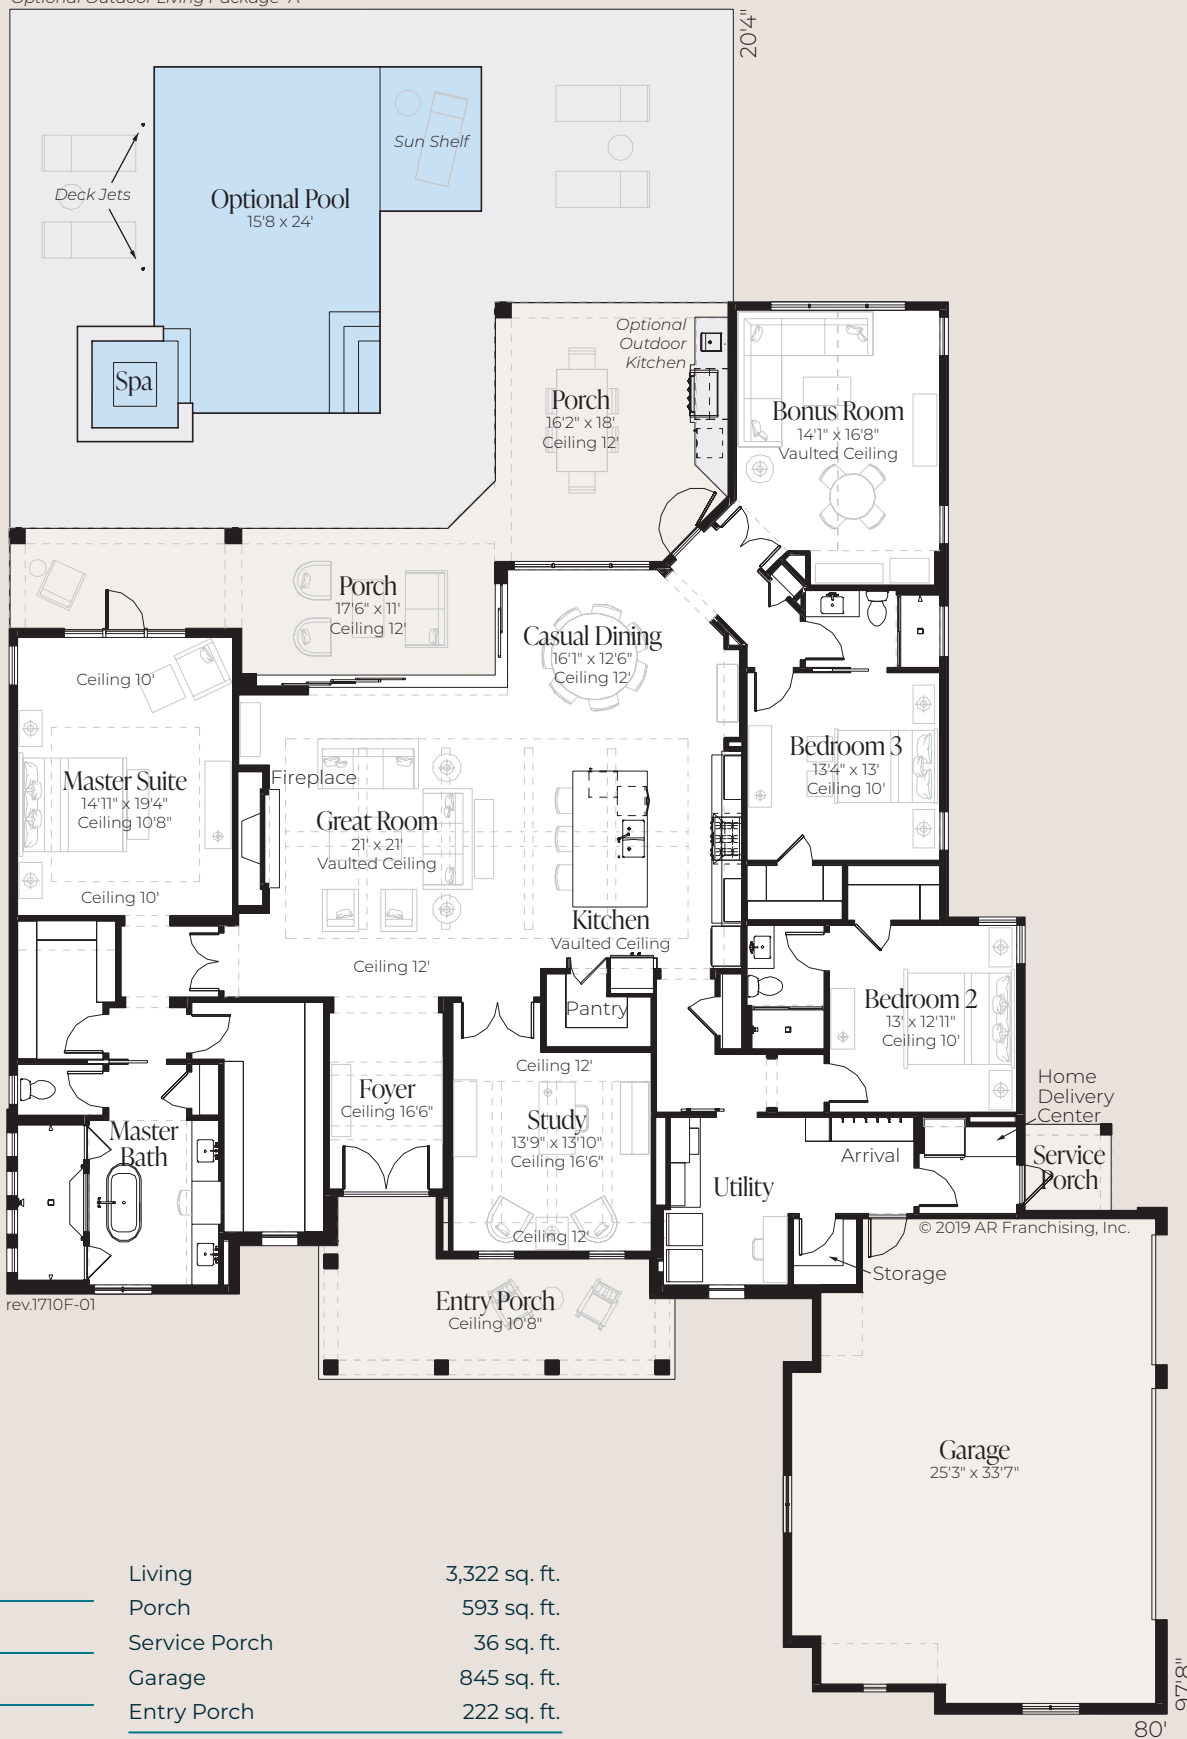 Optional Outdoor Living Package "A"
20'4"
Sun Shelf
Deck Jets
Optional Pool
15'8 x 24'
Spa
Optional
Outdoor
Kitchen
Porch
16'2" x 18'
Ceiling 12'
Bonus Room
14'1" x 16'8"
Vaulted Ceiling
Porch
17'6" x 11'
Ceiling 12'
Casual Dining
16'1" x 12'6"
Ceiling 12'
Ceiling 10'
Master Suite
14'11" x 19'4"
Ceiling 10'8"
Ceiling 10'
Fireplace
Great Room
21' x 21'
Vaulted Ceiling
Bedroom 3
13'4" x 13'
Ceiling 10'
Kitchen
Vaulted Ceiling
Ceiling 12'
Pantry
Bedroom 2
13' x 12'11"
Ceiling 10'
Foyer
Ceiling 16'6"
Ceiling 12'
Study
13'9" x 13'10"
Ceiling 16'6"
Ceiling 12'
Master
Bath
Home
Delivery
Center
Arrival
Service
Porch
Utility
© 2019 AR Franchising, Inc.
Storage
rev.1710F-01
Entry Porch
Ceiling 10'8"
Garage
25'3" x 33'7"
Living 3,322 sq. ft.
Porch 593 sq. ft.
Service Porch 36 sq. ft.
Garage 845 sq. ft.
Entry Porch 222 sq. ft.
97'8"
80'